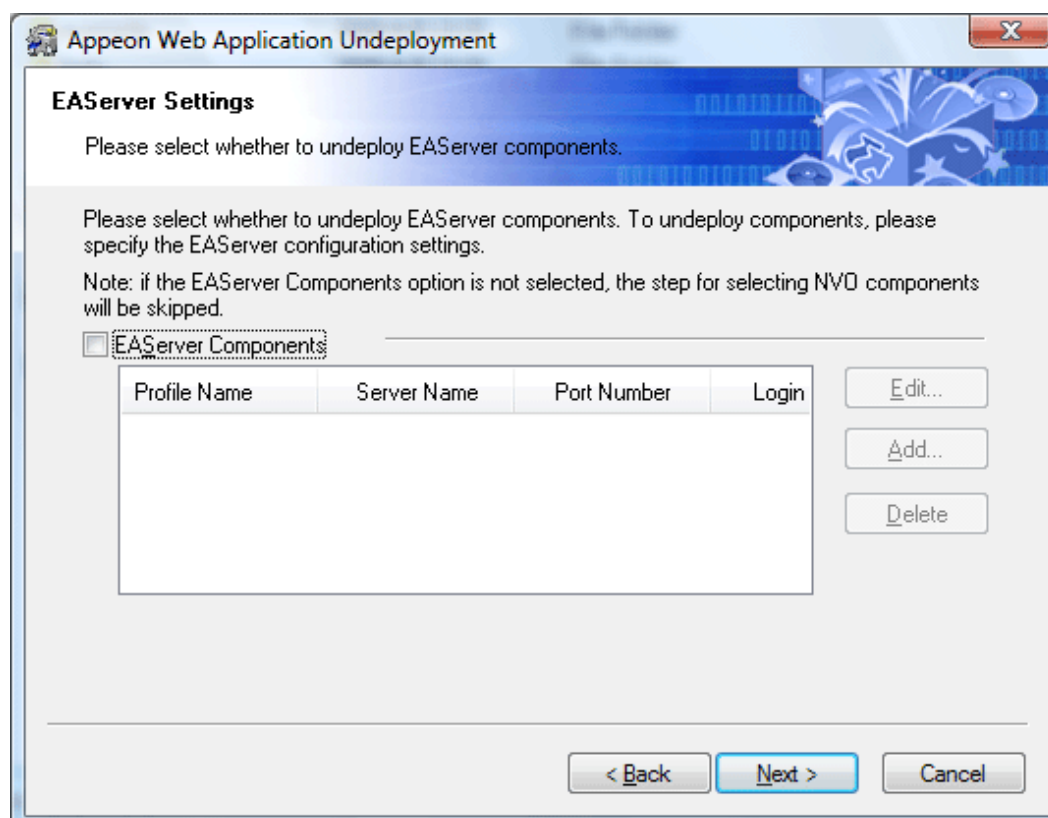 Appeon Web Application Undeployment
EAServer Settings
Please select whether to undeploy EAServer components.
Please select whether to undeploy EAServer components. To undeploy components, please
specify the EAServer configuration settings.
Note: if the EAServer Components option is not selected, the step for selecting NVO components
will be skipped.
EAServer Components
Profile Name Server Name Port Number Login
Edit...
Add...
Delete
< Back Next > Cancel